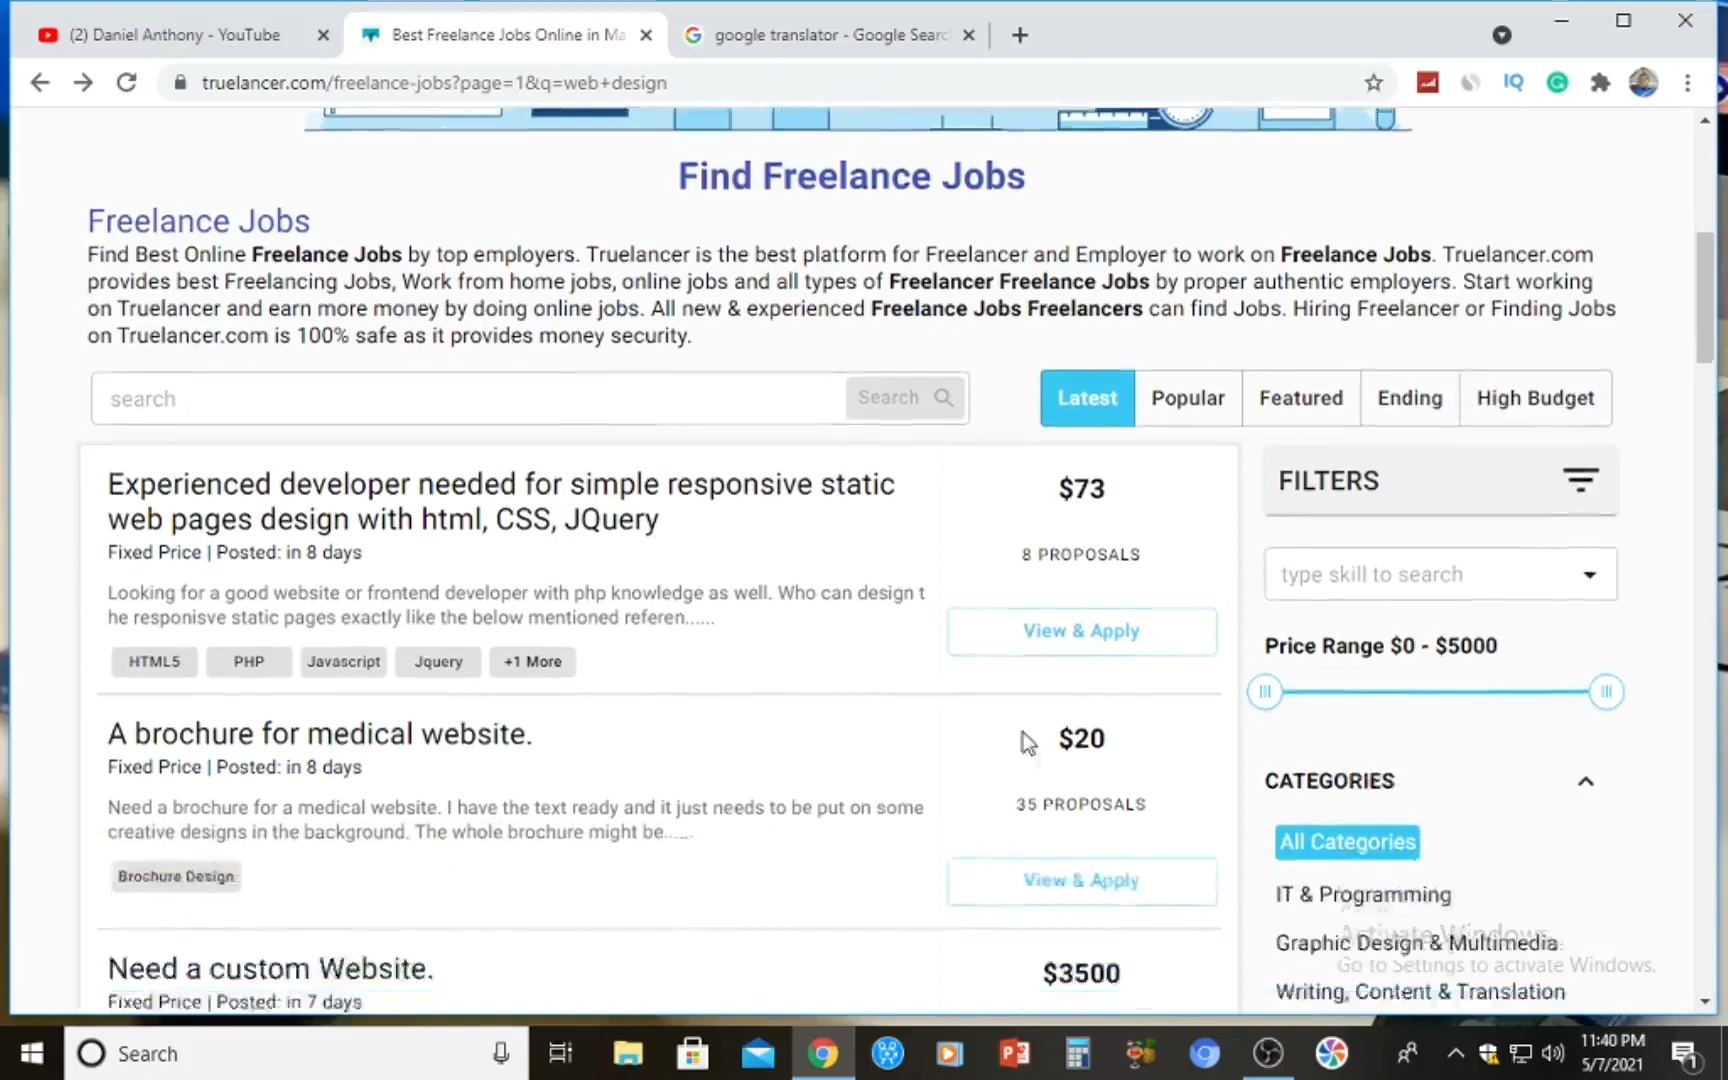 (2) Daniel Anthony - YouTube
Best Freelance Jobs Online in Ma
google translator - Google Searc
truelancer.com/freelance-jobs?page=1&q=web+design
IQ
Find Freelance Jobs
Freelance Jobs
Find Best Online Freelance Jobs by top employers. Truelancer is the best platform for Freelancer and Employer to work on Freelance Jobs. Truelancer.com
provides best Freelancing Jobs, Work from home jobs, online jobs and all types of Freelancer Freelance Jobs by proper authentic employers. Start working
on Truelancer and earn more money by doing online jobs. All new & experienced Freelance Jobs Freelancers can find Jobs. Hiring Freelancer or Finding Jobs
on Truelancer.com is 100% safe as it provides money security.
search
Search
Latest
Popular
Featured
Ending
High Budget
Experienced developer needed for simple responsive static
web pages design with html, CSS, JQuery
Fixed Price | Posted: in 8 days
Looking for a good website or frontend developer with php knowledge as well. Who can design t
he responisve static pages exactly like the below mentioned referen......
HTML5
PHP
Javascript
Jquery
+1 More
$73
8 PROPOSALS
View & Apply
A brochure for medical website.
Fixed Price | Posted: in 8 days
Need a brochure for a medical website. I have the text ready and it just needs to be put on some
creative designs in the background. The whole brochure might be......
Brochure Design
$20
35 PROPOSALS
View & Apply
Need a custom Website.
Fixed Price | Posted: in 7 days
$3500
FILTERS
type skill to search
Price Range $0 - $5000
CATEGORIES
All Categories
IT & Programming
Graphic Design & Multimedia
Writing, Content & Translation
Activate Windows
Go to Settings to activate Windows.
Search
11:40 PM
5/7/2021
1